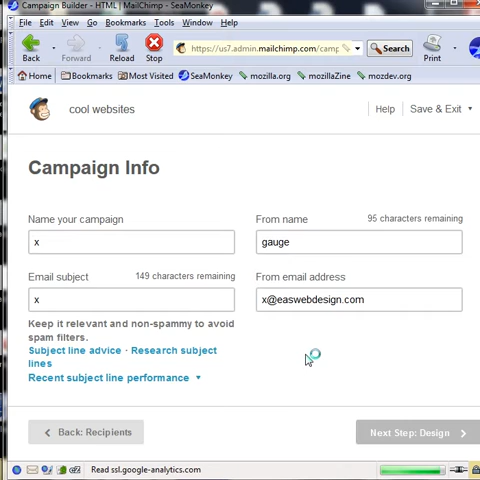 Campaign Builder - HTML | MailChimp - SeaMonkey
File Edit View Go Bookmarks Tools Window Help
Back Forward Reload Stop https://us7.admin.mailchimp.com/camp Search Print
Home Bookmarks Most Visited SeaMonkey mozilla.org mozillaZine mozdev.org
cool websites Help Save & Exit
Campaign Info
Name your campaign From name 95 characters remaining
x gauge
Email subject 149 characters remaining From email address
x x@easwebdesign.com
Keep it relevant and non-spammy to avoid
spam filters.
Subject line advice · Research subject
lines
Recent subject line performance
Back: Recipients Next Step: Design
Read ssl.google-analytics.com